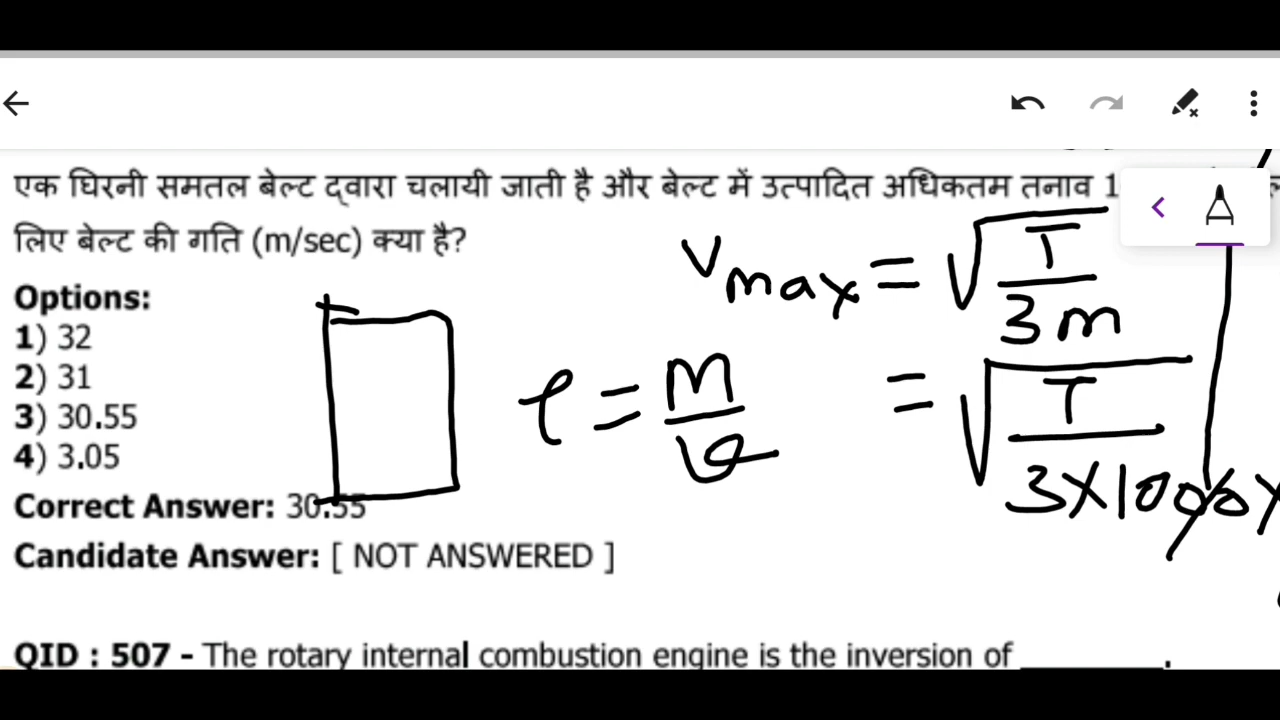 एक घिरनी समतल बेल्ट द्वारा चलायी जाती है और बेल्ट में उत्पादित अधिकतम तनाव 1
लिए बेल्ट की गति (m/sec) क्या है?
Vmax = √T/3m
Options:
1) 32
2) 31
3) 30.55
4) 3.05
ρ = M/V
= √T/3X1000X
Correct Answer: 30.55
Candidate Answer: [ NOT ANSWERED ]
QID : 507 - The rotary internal combustion engine is the inversion of ________.